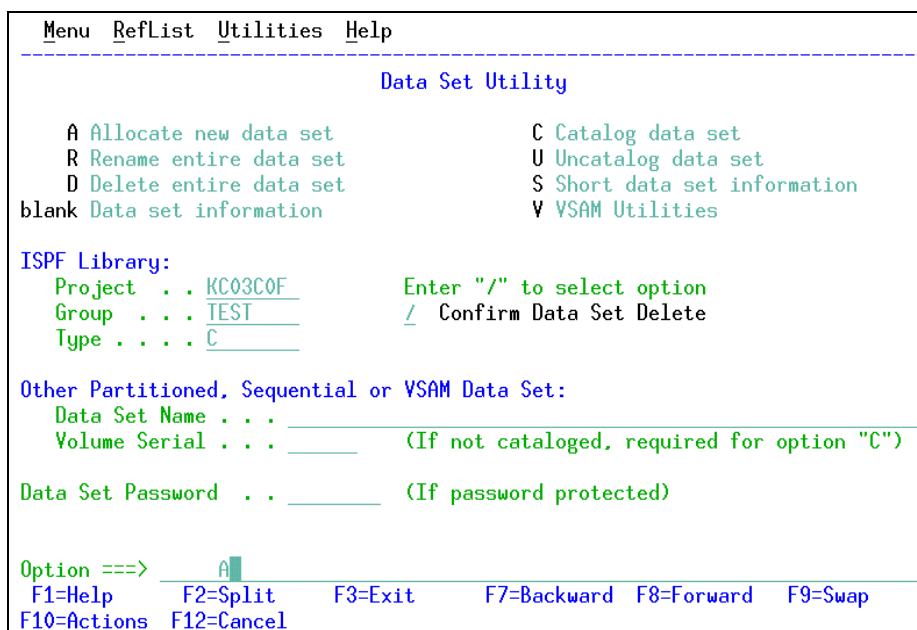 Menu RefList Utilities Help
Data Set Utility
A Allocate new data set C Catalog data set
R Rename entire data set U Uncatalog data set
D Delete entire data set S Short data set information
blank Data set information V VSAM Utilities
ISPF Library:
Project . . KC03C0F Enter "/" to select option
Group . . . TEST / Confirm Data Set Delete
Type . . . . C
Other Partitioned, Sequential or VSAM Data Set:
Data Set Name . . .
Volume Serial . . . (If not cataloged, required for option "C")
Data Set Password . . (If password protected)
Option ===> A
F1=Help F2=Split F3=Exit F7=Backward F8=Forward F9=Swap
F10=Actions F12=Cancel